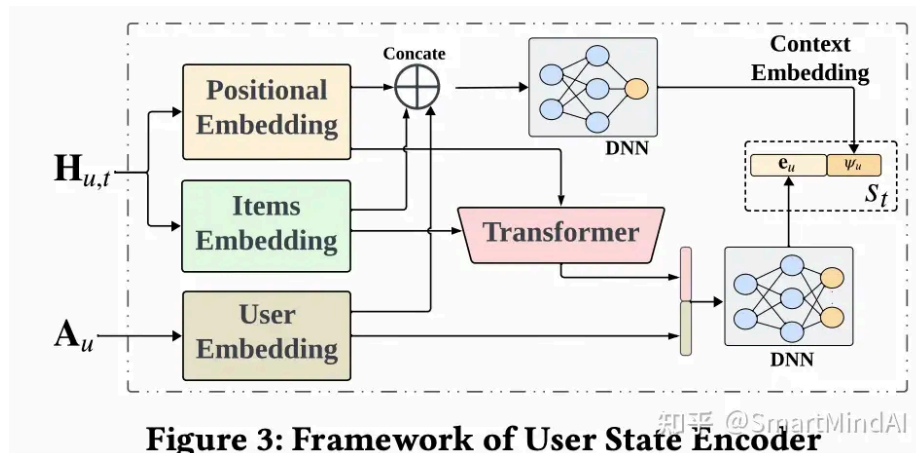 Concate
Context
Embedding
Positional
Embedding
DNN
H_{u,t}
e_u
ψ_u
S_t
Items
Embedding
Transformer
User
Embedding
A_u
DNN
知乎 @SmartMindAI
Figure 3: Framework of User State Encoder